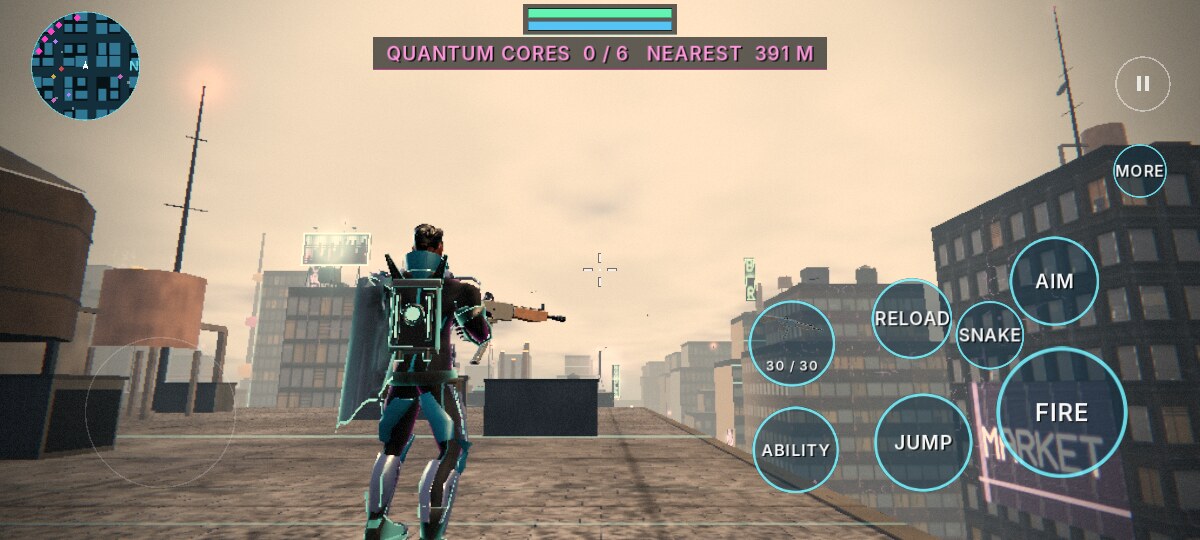 QUANTUM CORES 0 / 6 NEAREST 391 M
N
MORE
AIM
RELOAD
SNAKE
30 / 30
FIRE
ABILITY
JUMP
MARKET